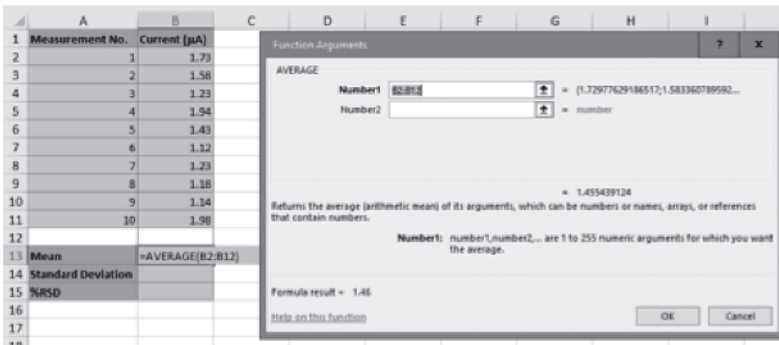 A B C D E F G H I
1 Measurement No. Current (µA)
2 1 1.73
3 2 1.58
4 3 1.23
5 4 1.94
6 5 1.43
7 6 1.12
8 7 1.23
9 8 1.18
10 9 1.14
11 10 1.98
12
13 Mean =AVERAGE(B2:B12)
14 Standard Deviation
15 %RSD
16
17
18
Function Arguments ? x
AVERAGE
Number1 B2:B12 = {1.72977629186517;1.583360789592...
Number2 = number
= 1.455439124
Returns the average (arithmetic mean) of its arguments, which can be numbers or names, arrays, or references
that contain numbers.
Number1: number1,number2,... are 1 to 255 numeric arguments for which you want
the average.
Formula result = 1.46
Help on this function OK Cancel